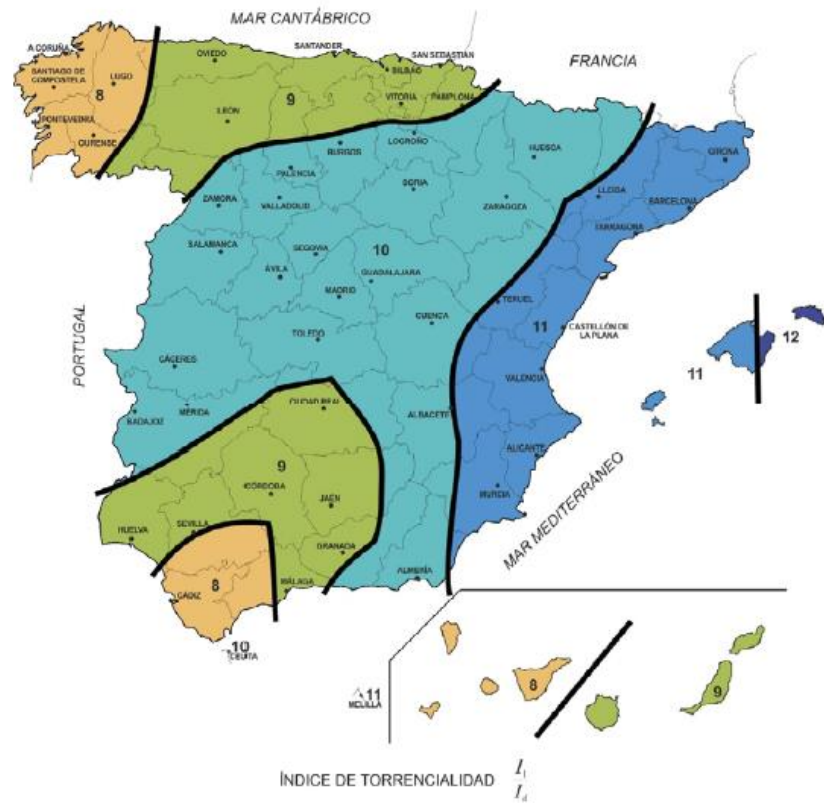 MAR CANTÁBRICO
A CORUÑA
OVIEDO
SANTANDER
SAN SEBASTIÁN
FRANCIA
SANTIAGO DE
COMPOSTELA
LUGO
BILBAO
8
9
VITORIA
PAMPLONA
LEÓN
PONTEVEDRA
OURENSE
LOGROÑO
BURGOS
HUESCA
GIRONA
PALENCIA
SORIA
LLEIDA
ZAMORA
VALLADOLID
ZARAGOZA
BARCELONA
TARRAGONA
SALAMANCA
SEGOVIA
10
ÁVILA
GUADALAJARA
MADRID
TERUEL
CUENCA
11
CASTELLÓN DE
LA PLANA
12
TOLEDO
PORTUGAL
CÁCERES
VALENCIA
11
MÉRIDA
CIUDAD REAL
ALBACETE
BADAJOZ
ALICANTE
9
CÓRDOBA
MURCIA
MAR MEDITERRÁNEO
JAÉN
HUELVA
SEVILLA
GRANADA
8
ALMERÍA
CÁDIZ
MÁLAGA
10
CEUTA
11
MELILLA
8
9
ÍNDICE DE TORRENCIALIDAD I₁/I_d